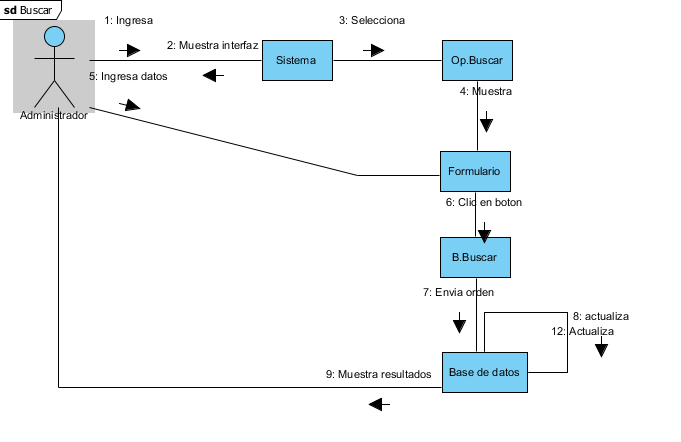 sd Buscar
1: Ingresa
3: Selecciona
2: Muestra interfaz
Sistema
Op.Buscar
5: Ingresa datos
4: Muestra
Administrador
Formulario
6: Clic en boton
B.Buscar
7: Envia orden
8: actualiza
12: Actualiza
9: Muestra resultados
Base de datos